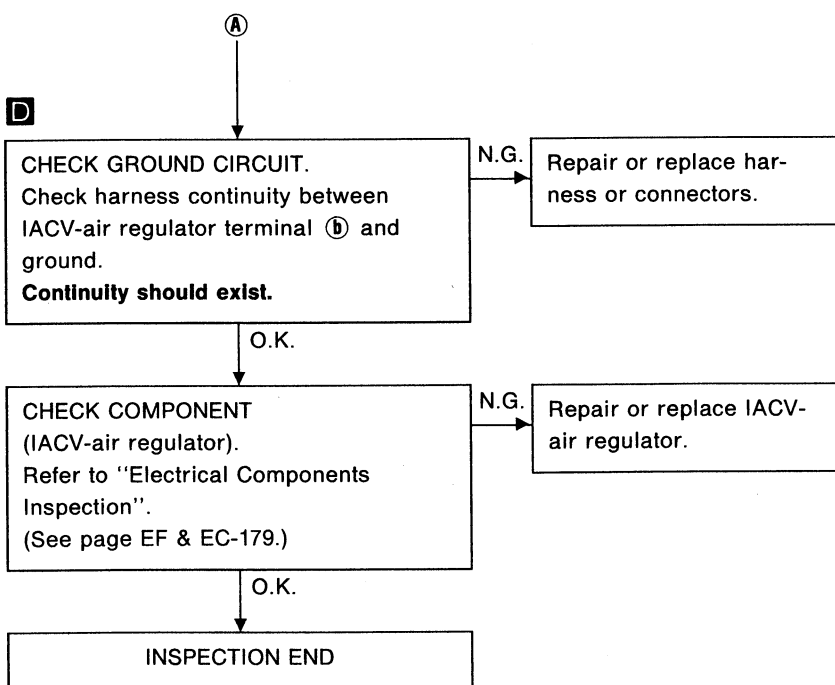 Ⓐ
D
CHECK GROUND CIRCUIT.
Check harness continuity between
IACV-air regulator terminal ⓑ and
ground.
Continuity should exist.
N.G.
Repair or replace har-
ness or connectors.
O.K.
CHECK COMPONENT
(IACV-air regulator).
Refer to ‘‘Electrical Components
Inspection’’.
(See page EF & EC-179.)
N.G.
Repair or replace IACV-
air regulator.
O.K.
INSPECTION END